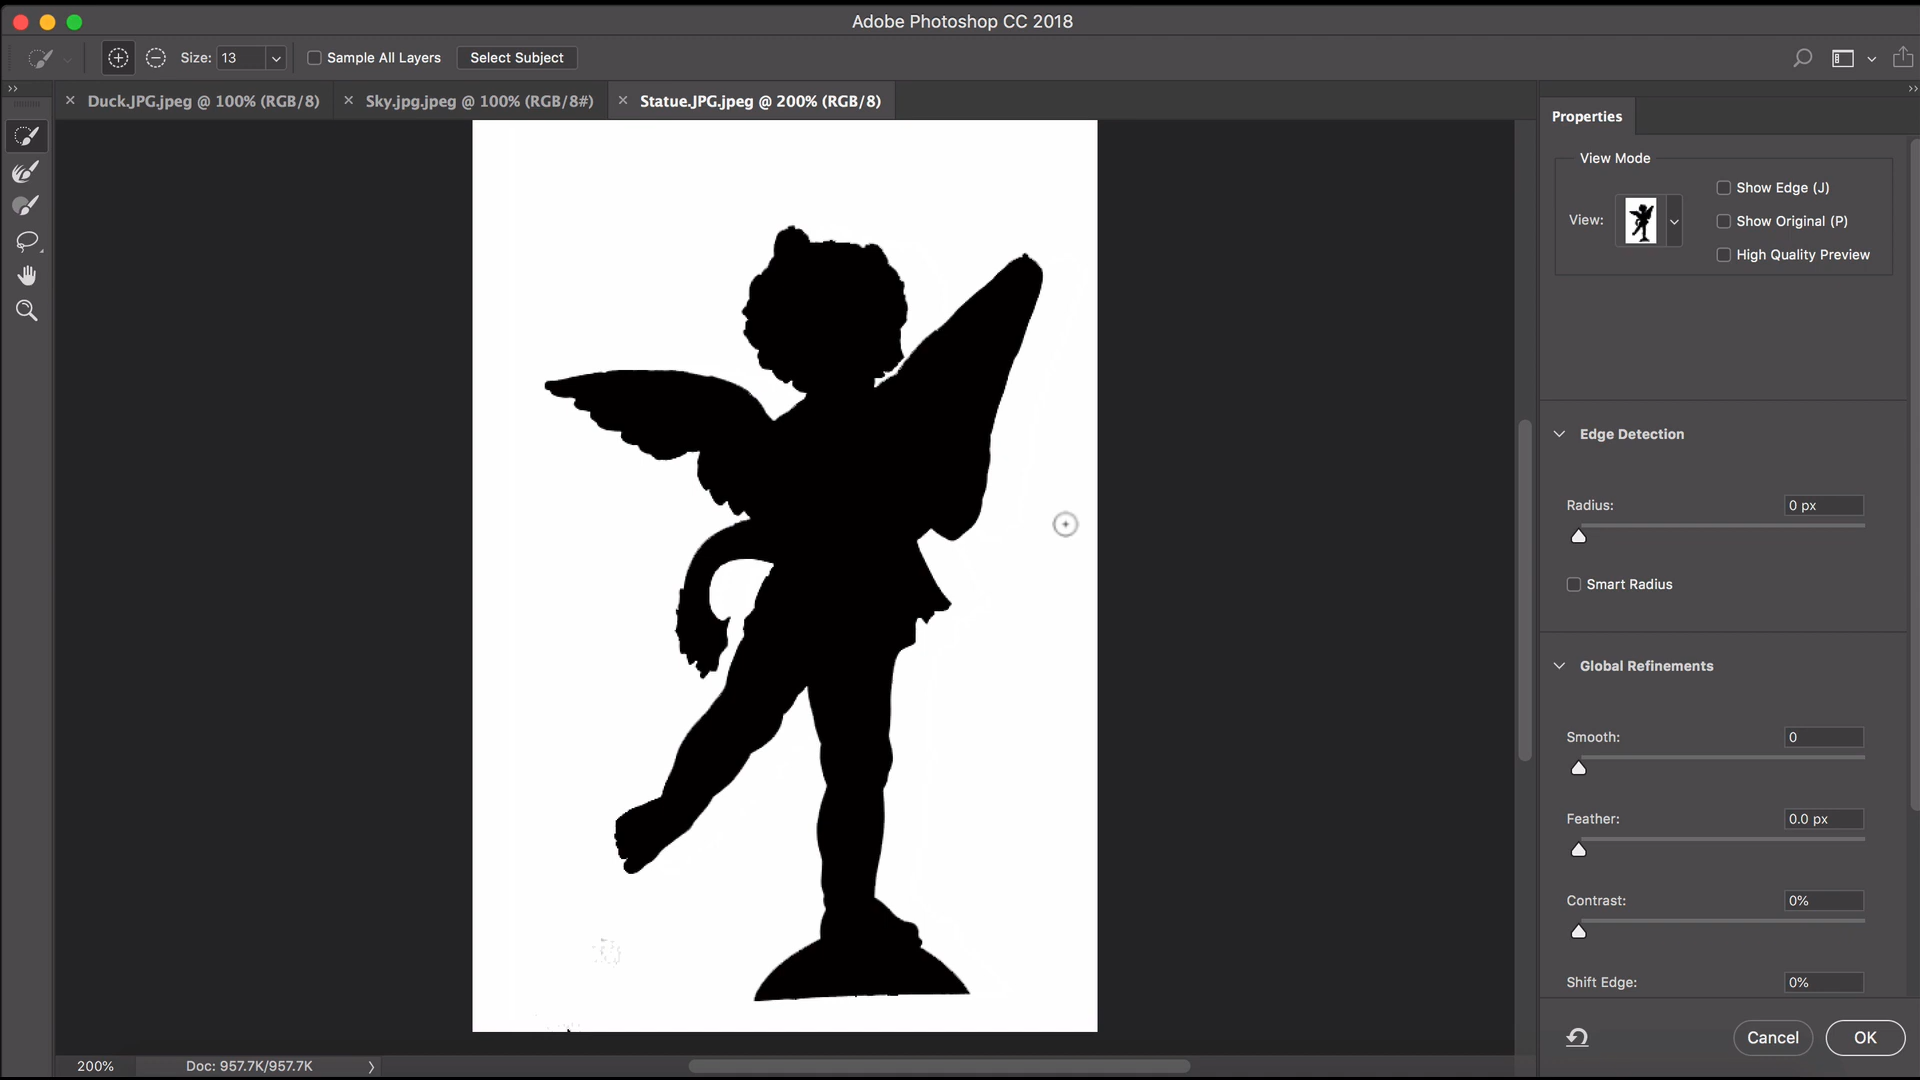 Adobe Photoshop CC 2018
Size: 13 Sample All Layers Select Subject
Duck.JPG.jpeg @ 100% (RGB/8) Sky.jpg.jpeg @ 100% (RGB/8#) Statue.JPG.jpeg @ 200% (RGB/8)
Properties
View Mode
View:
Show Edge (J)
Show Original (P)
High Quality Preview
Edge Detection
Radius: 0 px
Smart Radius
Global Refinements
Smooth: 0
Feather: 0.0 px
Contrast: 0%
Shift Edge: 0%
Cancel OK
200% Doc: 957.7K/957.7K